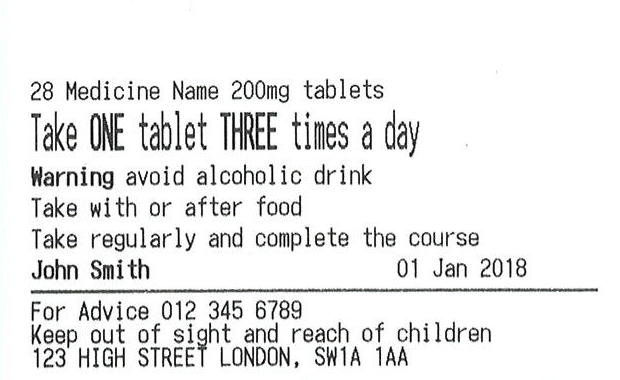 28 Medicine Name 200mg tablets
Take ONE tablet THREE times a day
Warning avoid alcoholic drink
Take with or after food
Take regularly and complete the course
John Smith 01 Jan 2018
For Advice 012 345 6789
Keep out of sight and reach of children
123 HIGH STREET LONDON, SW1A 1AA